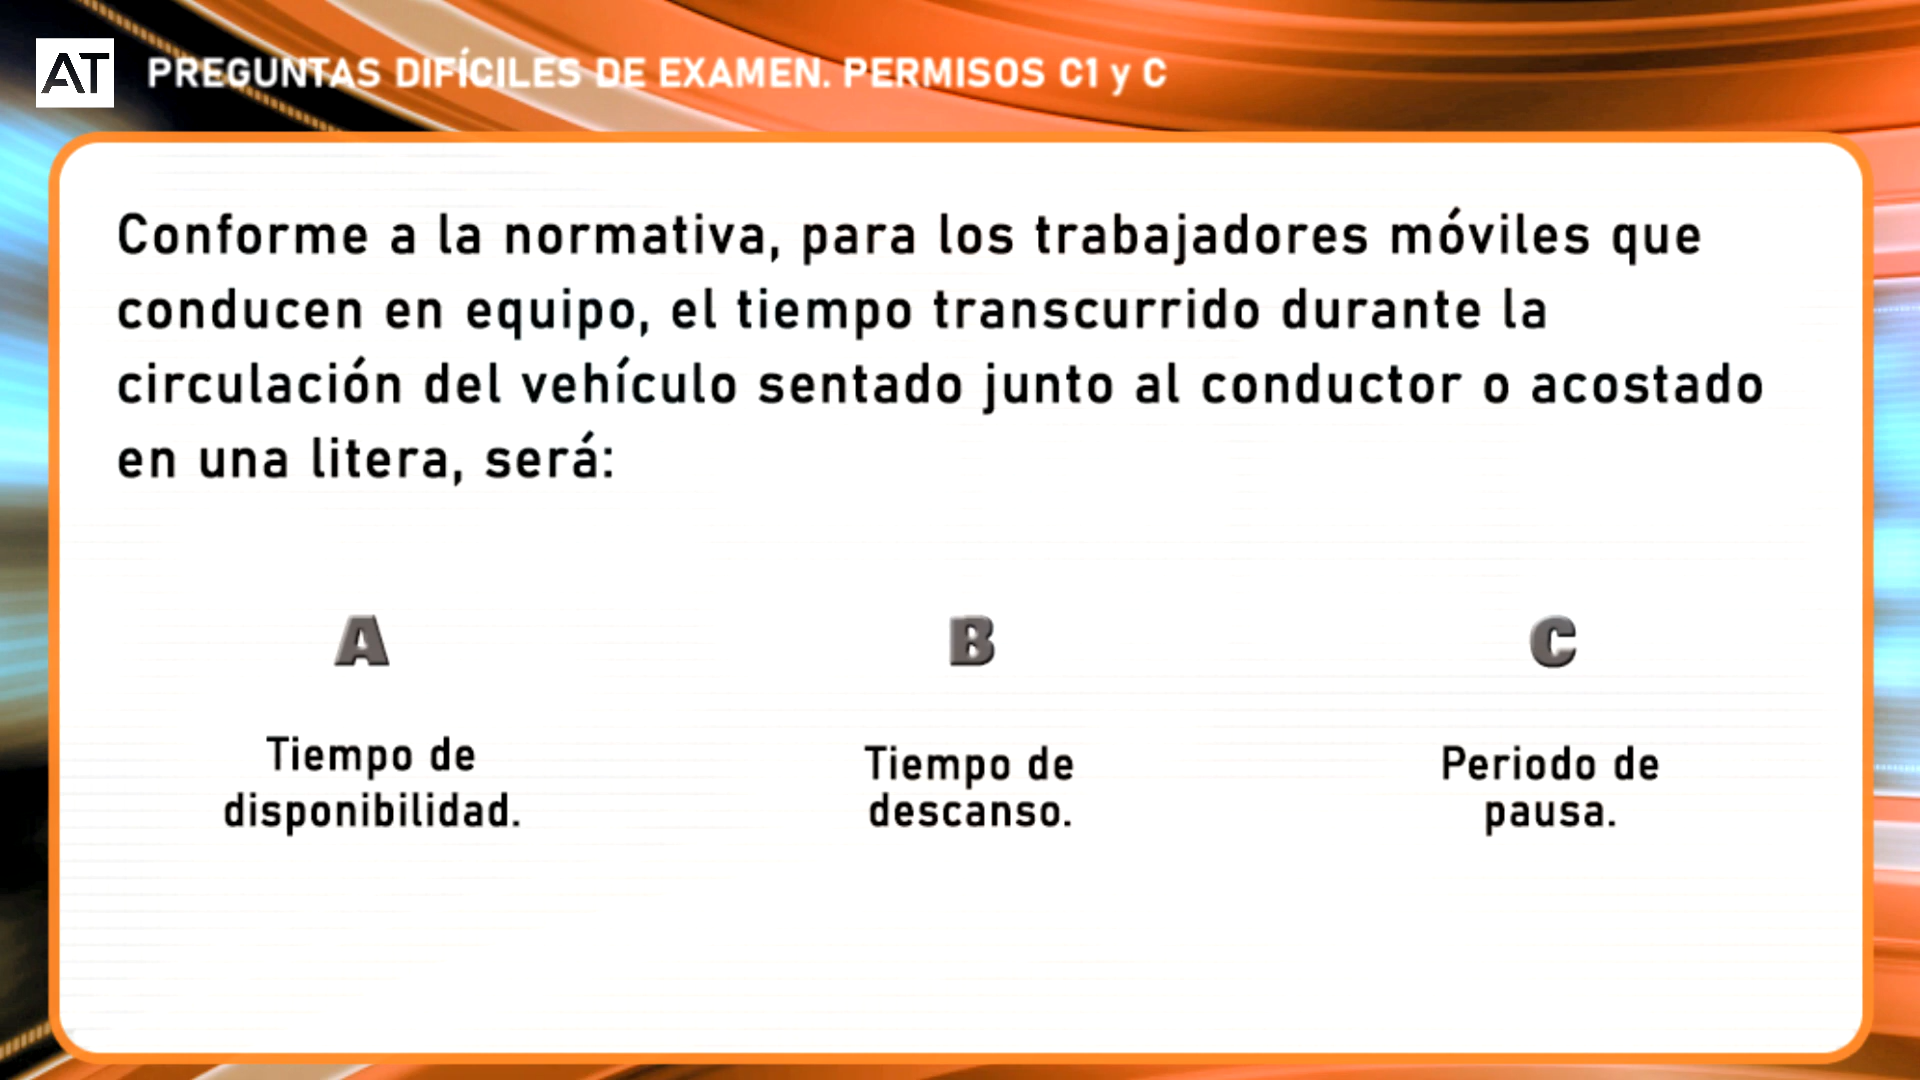 AT
PREGUNTAS DIFÍCILES DE EXAMEN. PERMISOS C1 y C
Conforme a la normativa, para los trabajadores móviles que
conducen en equipo, el tiempo transcurrido durante la
circulación del vehículo sentado junto al conductor o acostado
en una litera, será:
A
Tiempo de
disponibilidad.
B
Tiempo de
descanso.
C
Periodo de
pausa.